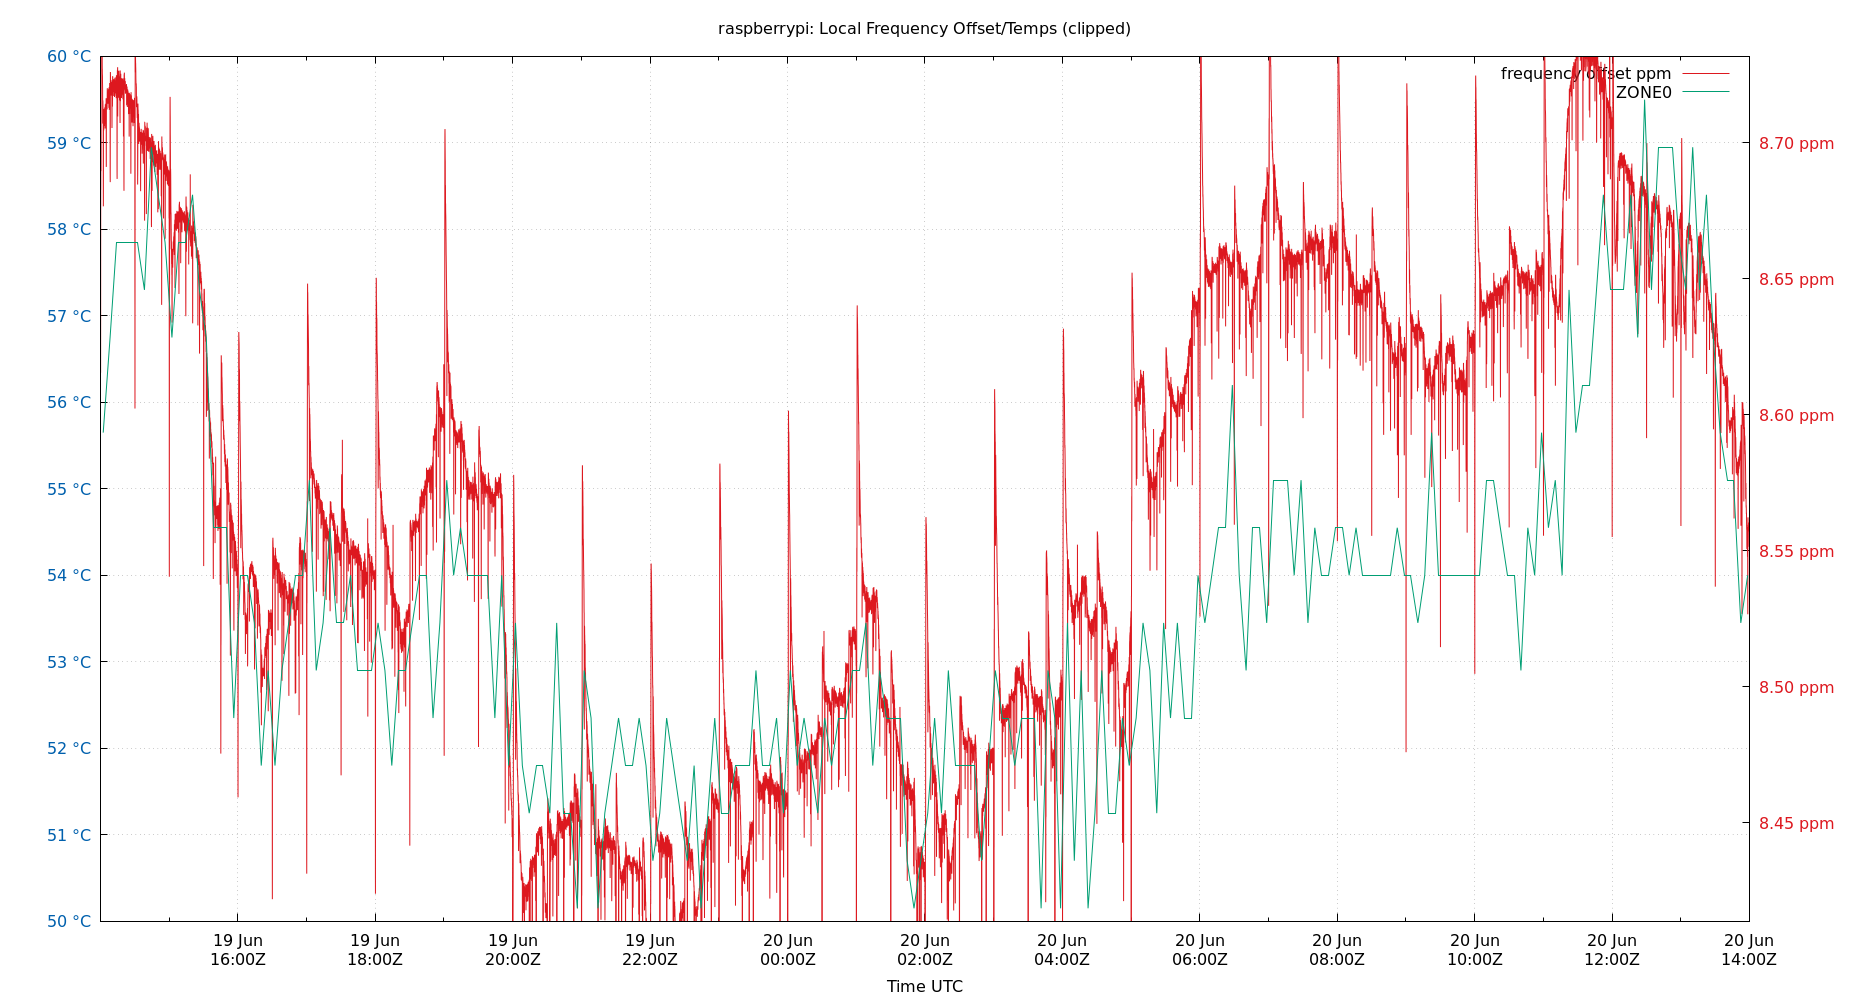 raspberrypi: Local Frequency Offset/Temps (clipped)
60 °C
59 °C
58 °C
57 °C
56 °C
55 °C
54 °C
53 °C
52 °C
51 °C
50 °C
frequency offset ppm
ZONE0
8.70 ppm
8.65 ppm
8.60 ppm
8.55 ppm
8.50 ppm
8.45 ppm
19 Jun
16:00Z
19 Jun
18:00Z
19 Jun
20:00Z
19 Jun
22:00Z
20 Jun
00:00Z
20 Jun
02:00Z
20 Jun
04:00Z
20 Jun
06:00Z
20 Jun
08:00Z
20 Jun
10:00Z
20 Jun
12:00Z
20 Jun
14:00Z
Time UTC